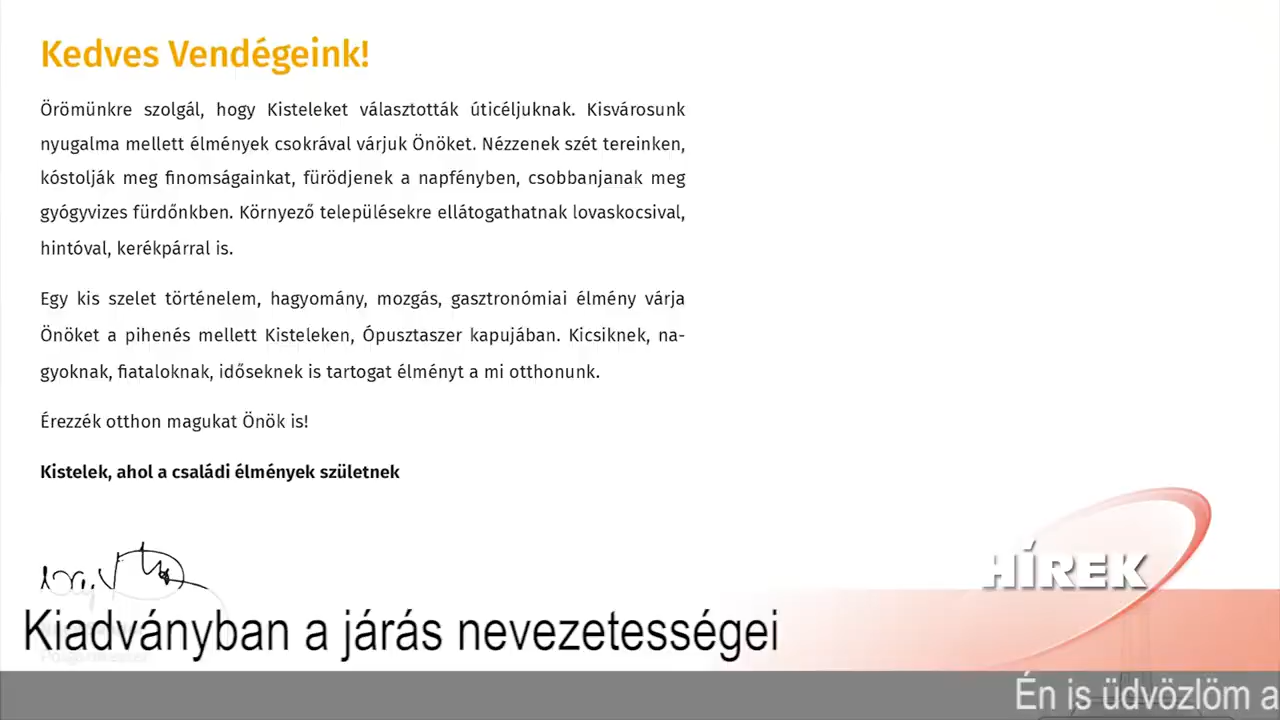 Kedves Vendégeink!
Örömünkre szolgál, hogy Kisteleket választották úticéljuknak. Kisvárosunk
nyugalma mellett élmények csokrával várjuk Önöket. Nézzenek szét tereinken,
kóstolják meg finomságainkat, fürödjenek a napfényben, csobbanjanak meg
gyógyvizes fürdőnkben. Környező településekre ellátogathatnak lovaskocsival,
hintóval, kerékpárral is.
Egy kis szelet történelem, hagyomány, mozgás, gasztronómiai élmény várja
Önöket a pihenés mellett Kisteleken, Ópusztaszer kapujában. Kicsiknek, na-
gyoknak, fiataloknak, időseknek is tartogat élményt a mi otthonunk.
Érezzék otthon magukat Önök is!
Kistelek, ahol a családi élmények születnek
HÍREK
Kiadványban a járás nevezetességei
Én is üdvözlöm a